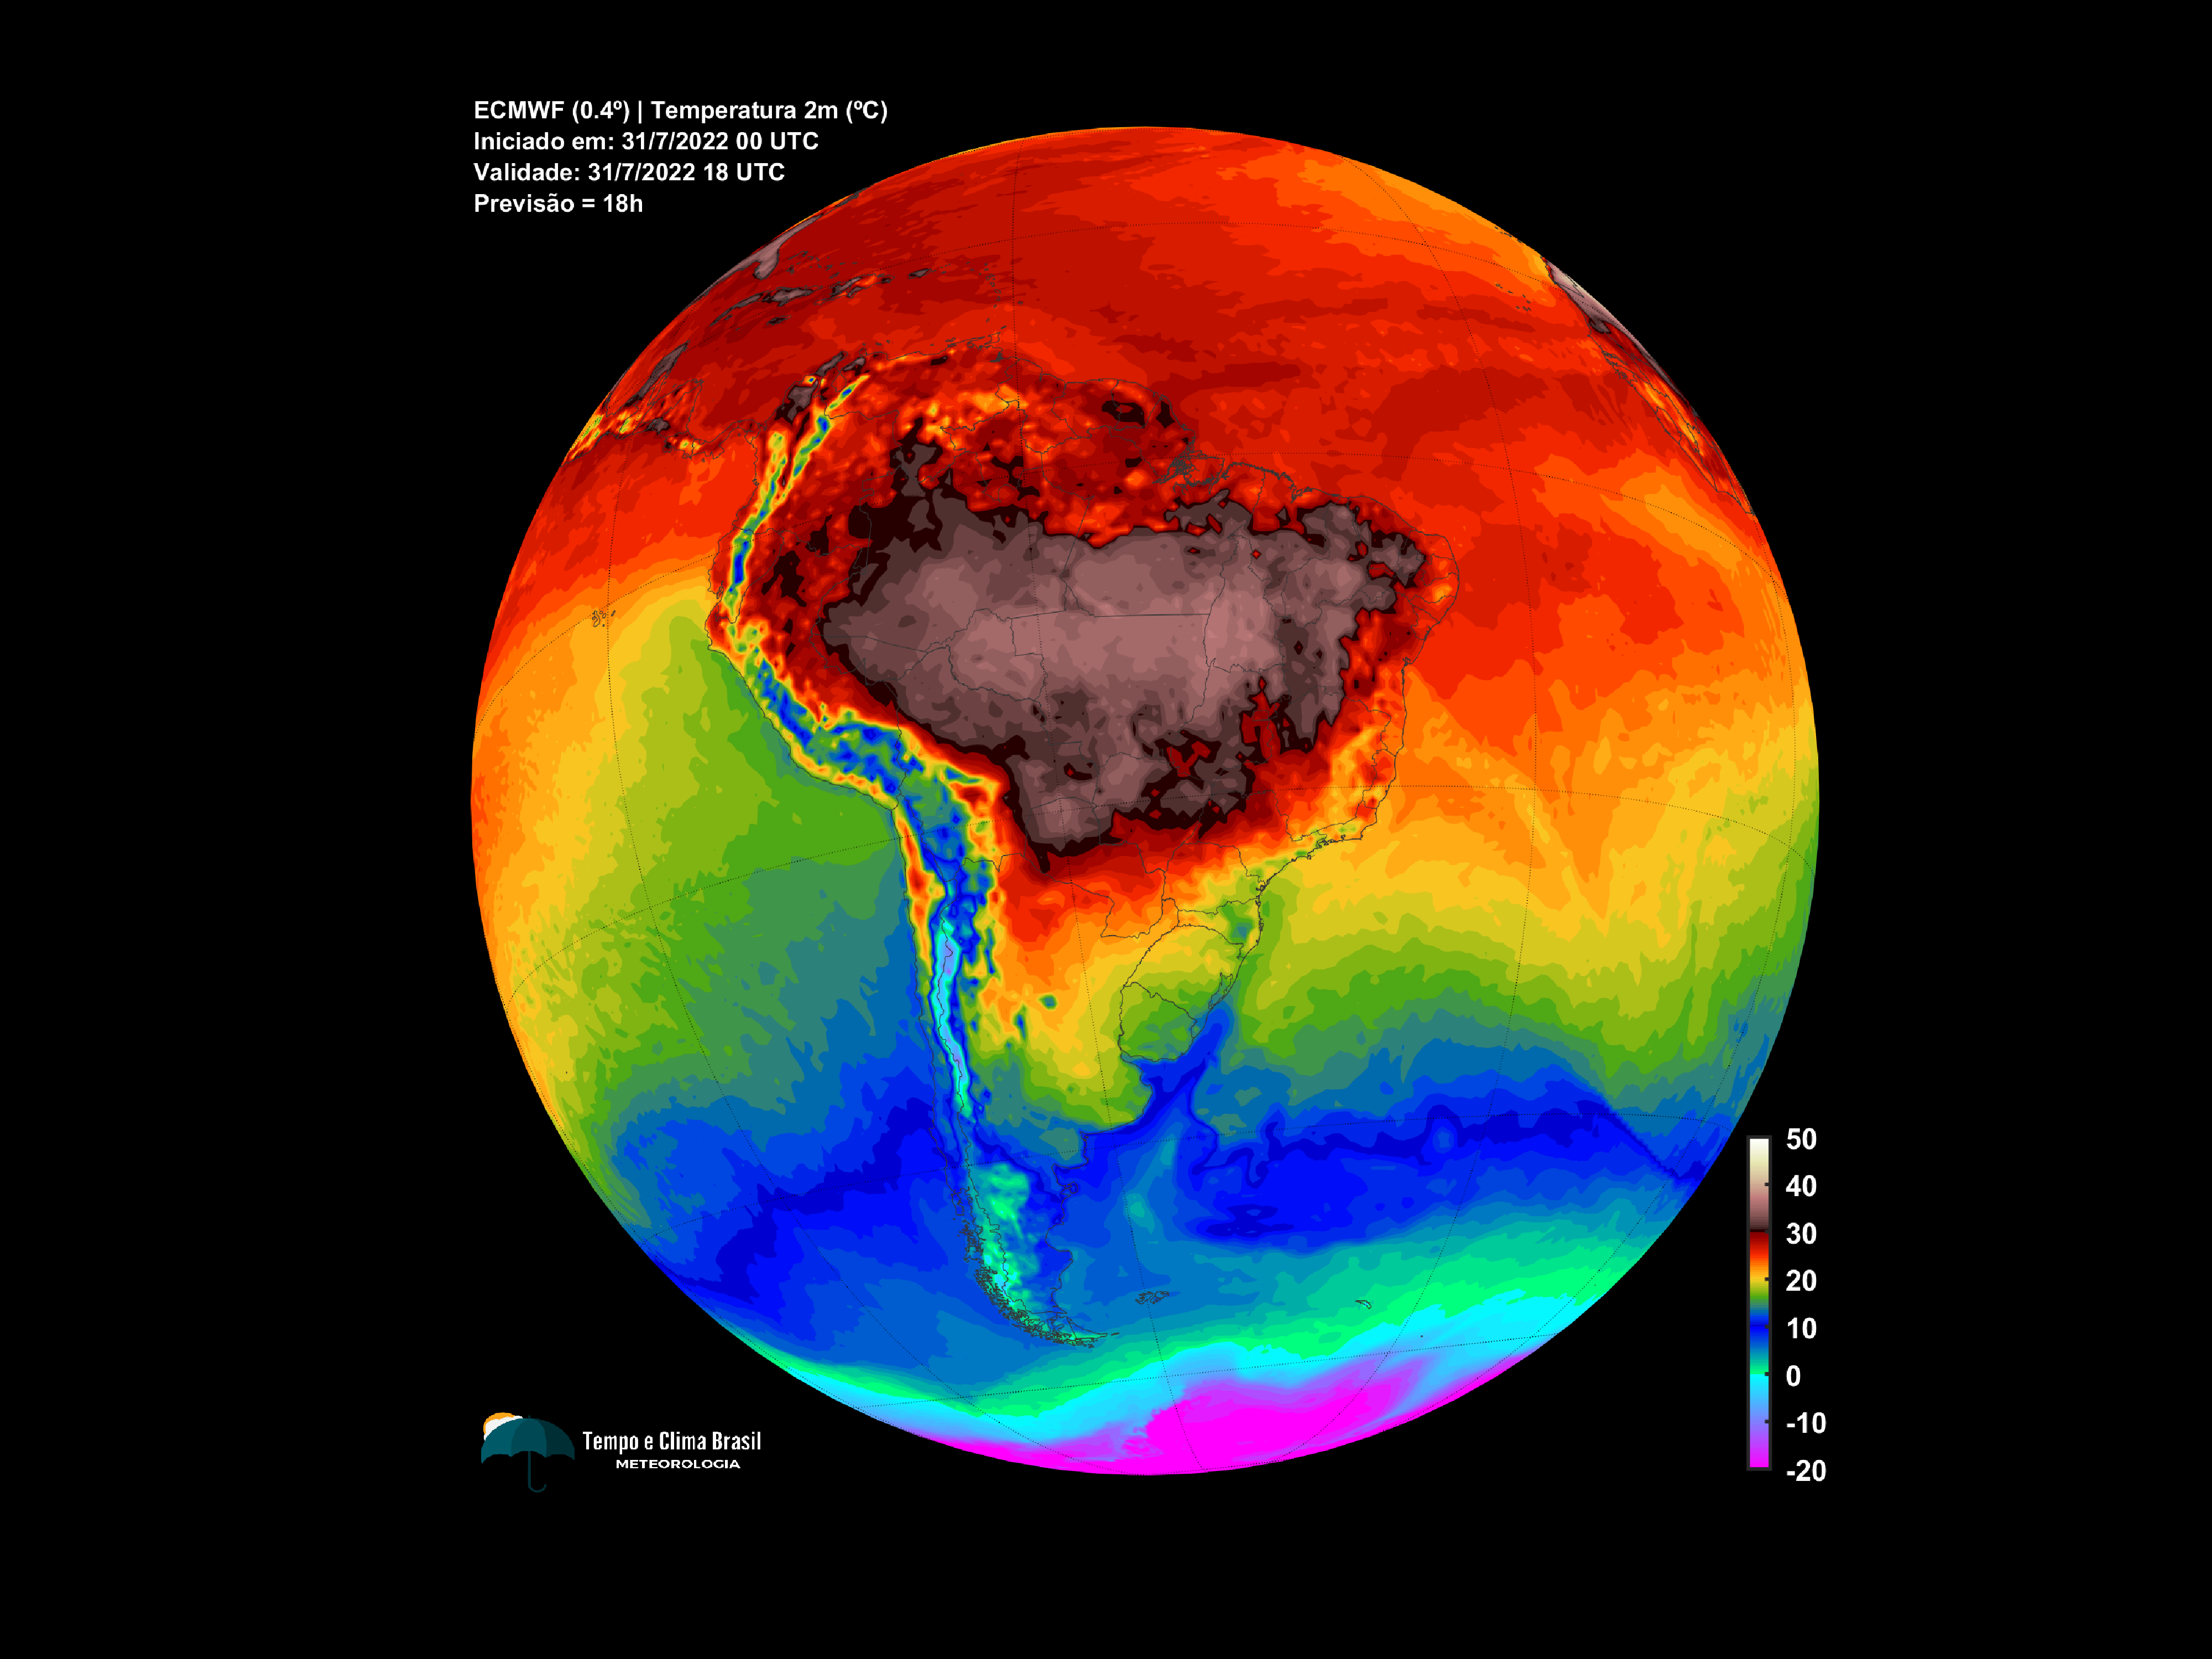 ECMWF (0.4º) | Temperatura 2m (ºC)
Iniciado em: 31/7/2022 00 UTC
Validade: 31/7/2022 18 UTC
Previsão = 18h
50
40
30
20
10
0
-10
-20
Tempo e Clima Brasil
METEOROLOGIA